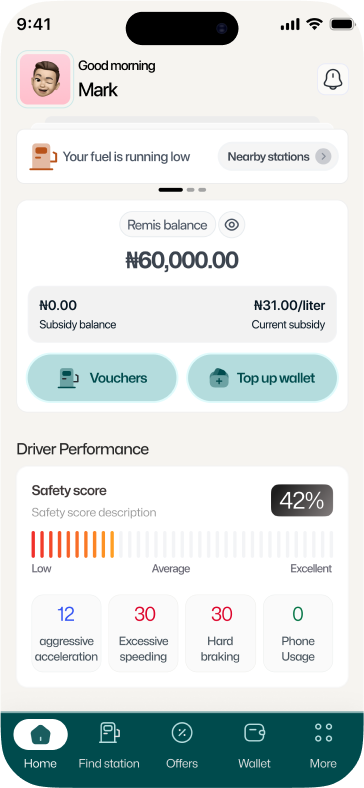 9:41
Good morning
Mark
Your fuel is running low
Nearby stations
Remis balance
₦60,000.00
₦0.00 ₦31.00/liter
Subsidy balance Current subsidy
Vouchers Top up wallet
Driver Performance
Safety score
42%
Safety score description
Low Average Excellent
12 30 30 0
aggressive Excessive Hard Phone
acceleration speeding braking Usage
Home Find station Offers Wallet More